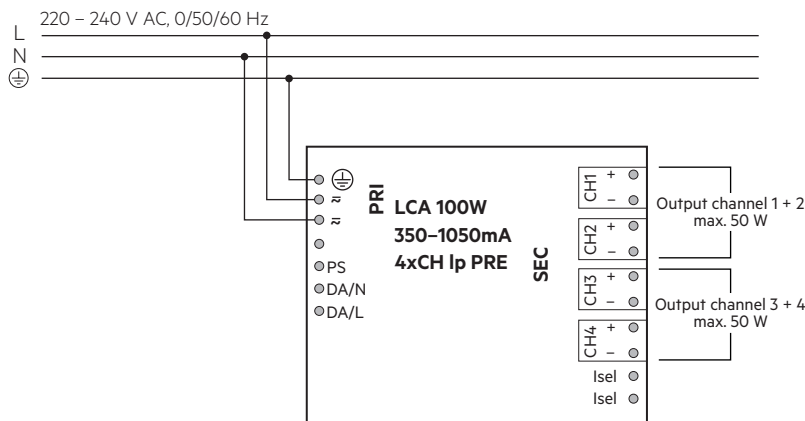 220 – 240 V AC, 0/50/60 Hz
L
N
PRI
LCA 100W
350–1050mA
4xCH lp PRE
SEC
≂
≂
PS
DA/N
DA/L
CH1
+
–
CH2
+
–
CH3
+
–
CH4
+
–
Isel
Isel
Output channel 1 + 2
max. 50 W
Output channel 3 + 4
max. 50 W